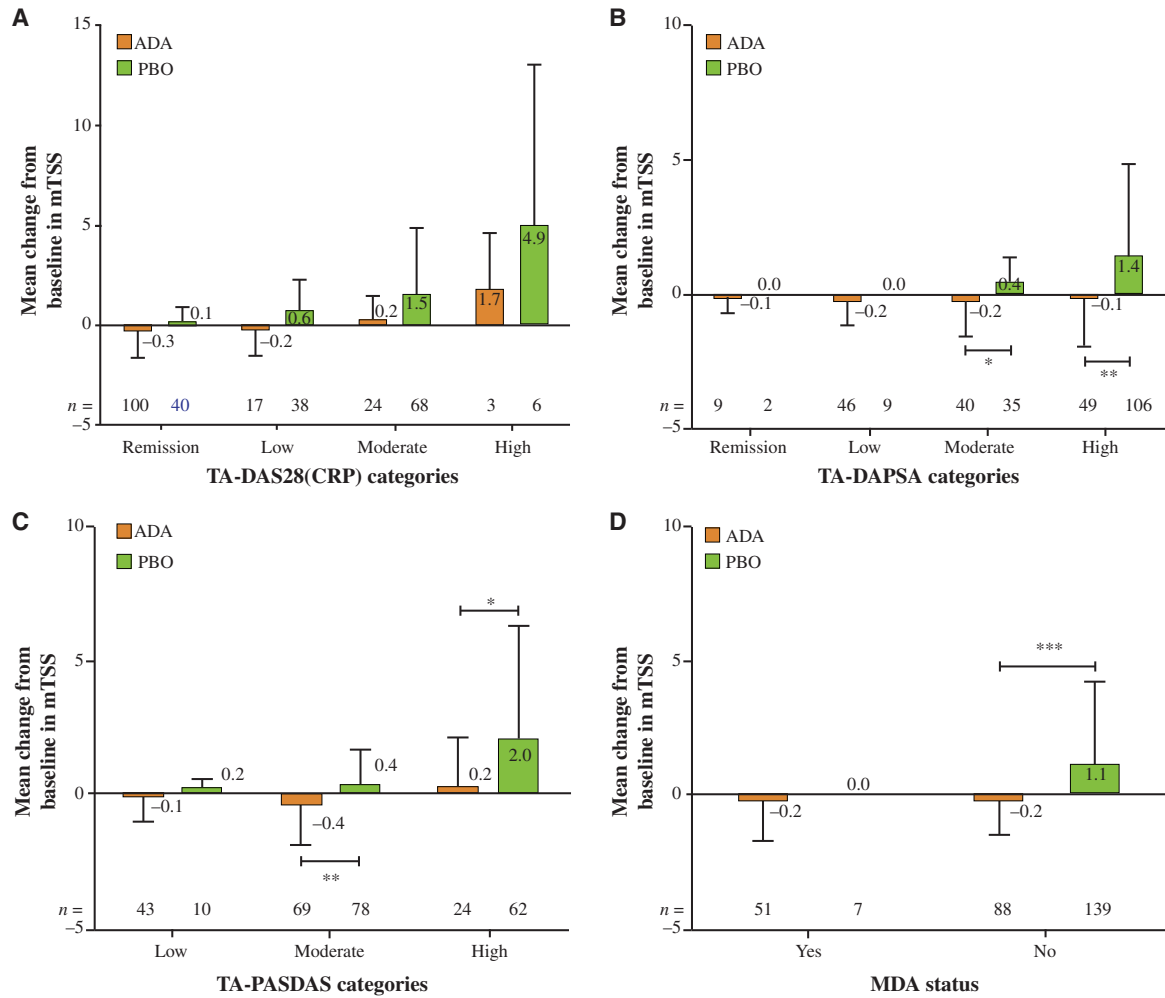 A
15
10
5
0
−5
Mean change from
baseline in mTSS
ADA
PBO
−0.3
0.1
−0.2
0.6
0.2
1.5
1.7
4.9
n = 100 40 17 38 24 68 3 6
Remission Low Moderate High
TA-DAS28(CRP) categories
B
10
5
0
−5
Mean change from
baseline in mTSS
ADA
PBO
−0.1
0.0
−0.2
0.0
−0.2
0.4
−0.1
1.4
*
**
n = 9 2 46 9 40 35 49 106
Remission Low Moderate High
TA-DAPSA categories
C
10
5
0
−5
Mean change from
baseline in mTSS
ADA
PBO
−0.1
0.2
−0.4
0.4
0.2
2.0
**
*
n = 43 10 69 78 24 62
Low Moderate High
TA-PASDAS categories
D
10
5
0
−5
Mean change from
baseline in mTSS
ADA
PBO
−0.2
0.0
−0.2
1.1
***
n = 51 7 88 139
Yes No
MDA status